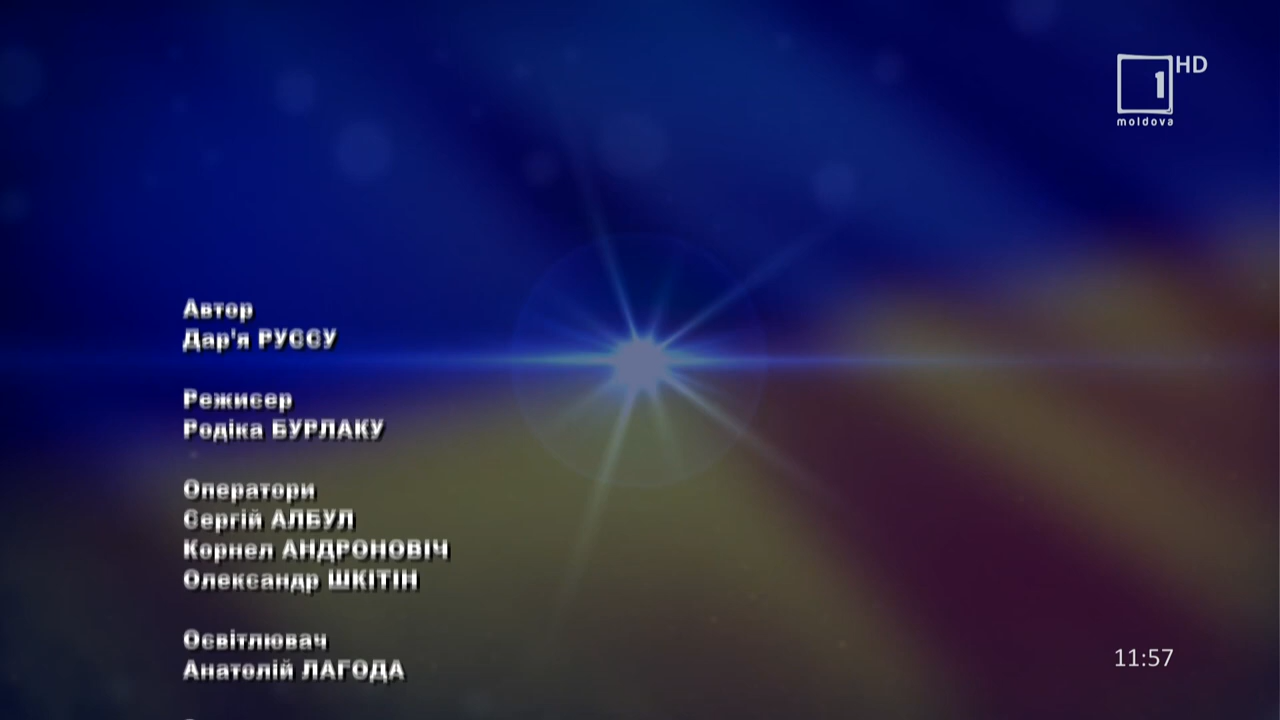 1 HD
moldova
Автор
Дар'я РУССУ
Режисер
Родіка БУРЛАКУ
Оператори
Сергій АЛБУЛ
Корнел АНДРОНОВІЧ
Олександр ШКІТІН
Освітлювач
Анатолій ЛАГОДА
11:57